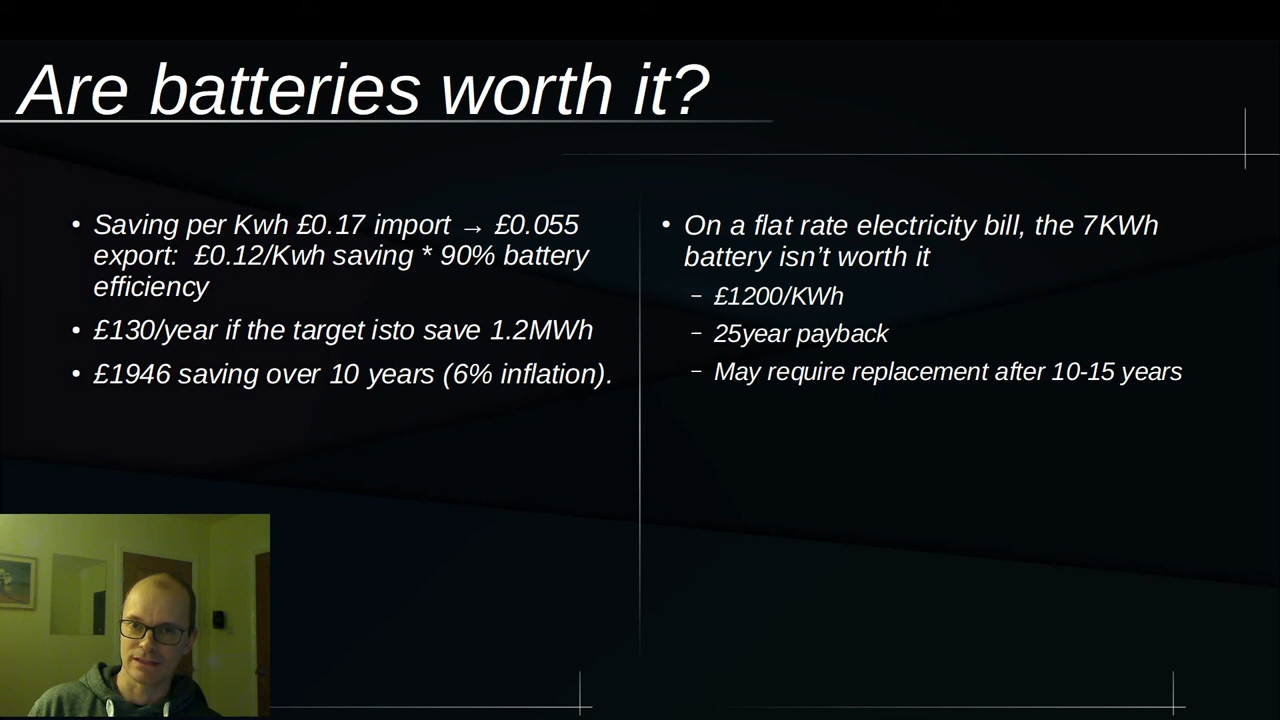 Are batteries worth it?
• Saving per Kwh £0.17 import → £0.055
export:  £0.12/Kwh saving * 90% battery
efficiency
• £130/year if the target isto save 1.2MWh
• £1946 saving over 10 years (6% inflation).
• On a flat rate electricity bill, the 7KWh
battery isn’t worth it
– £1200/KWh
– 25year payback
– May require replacement after 10-15 years